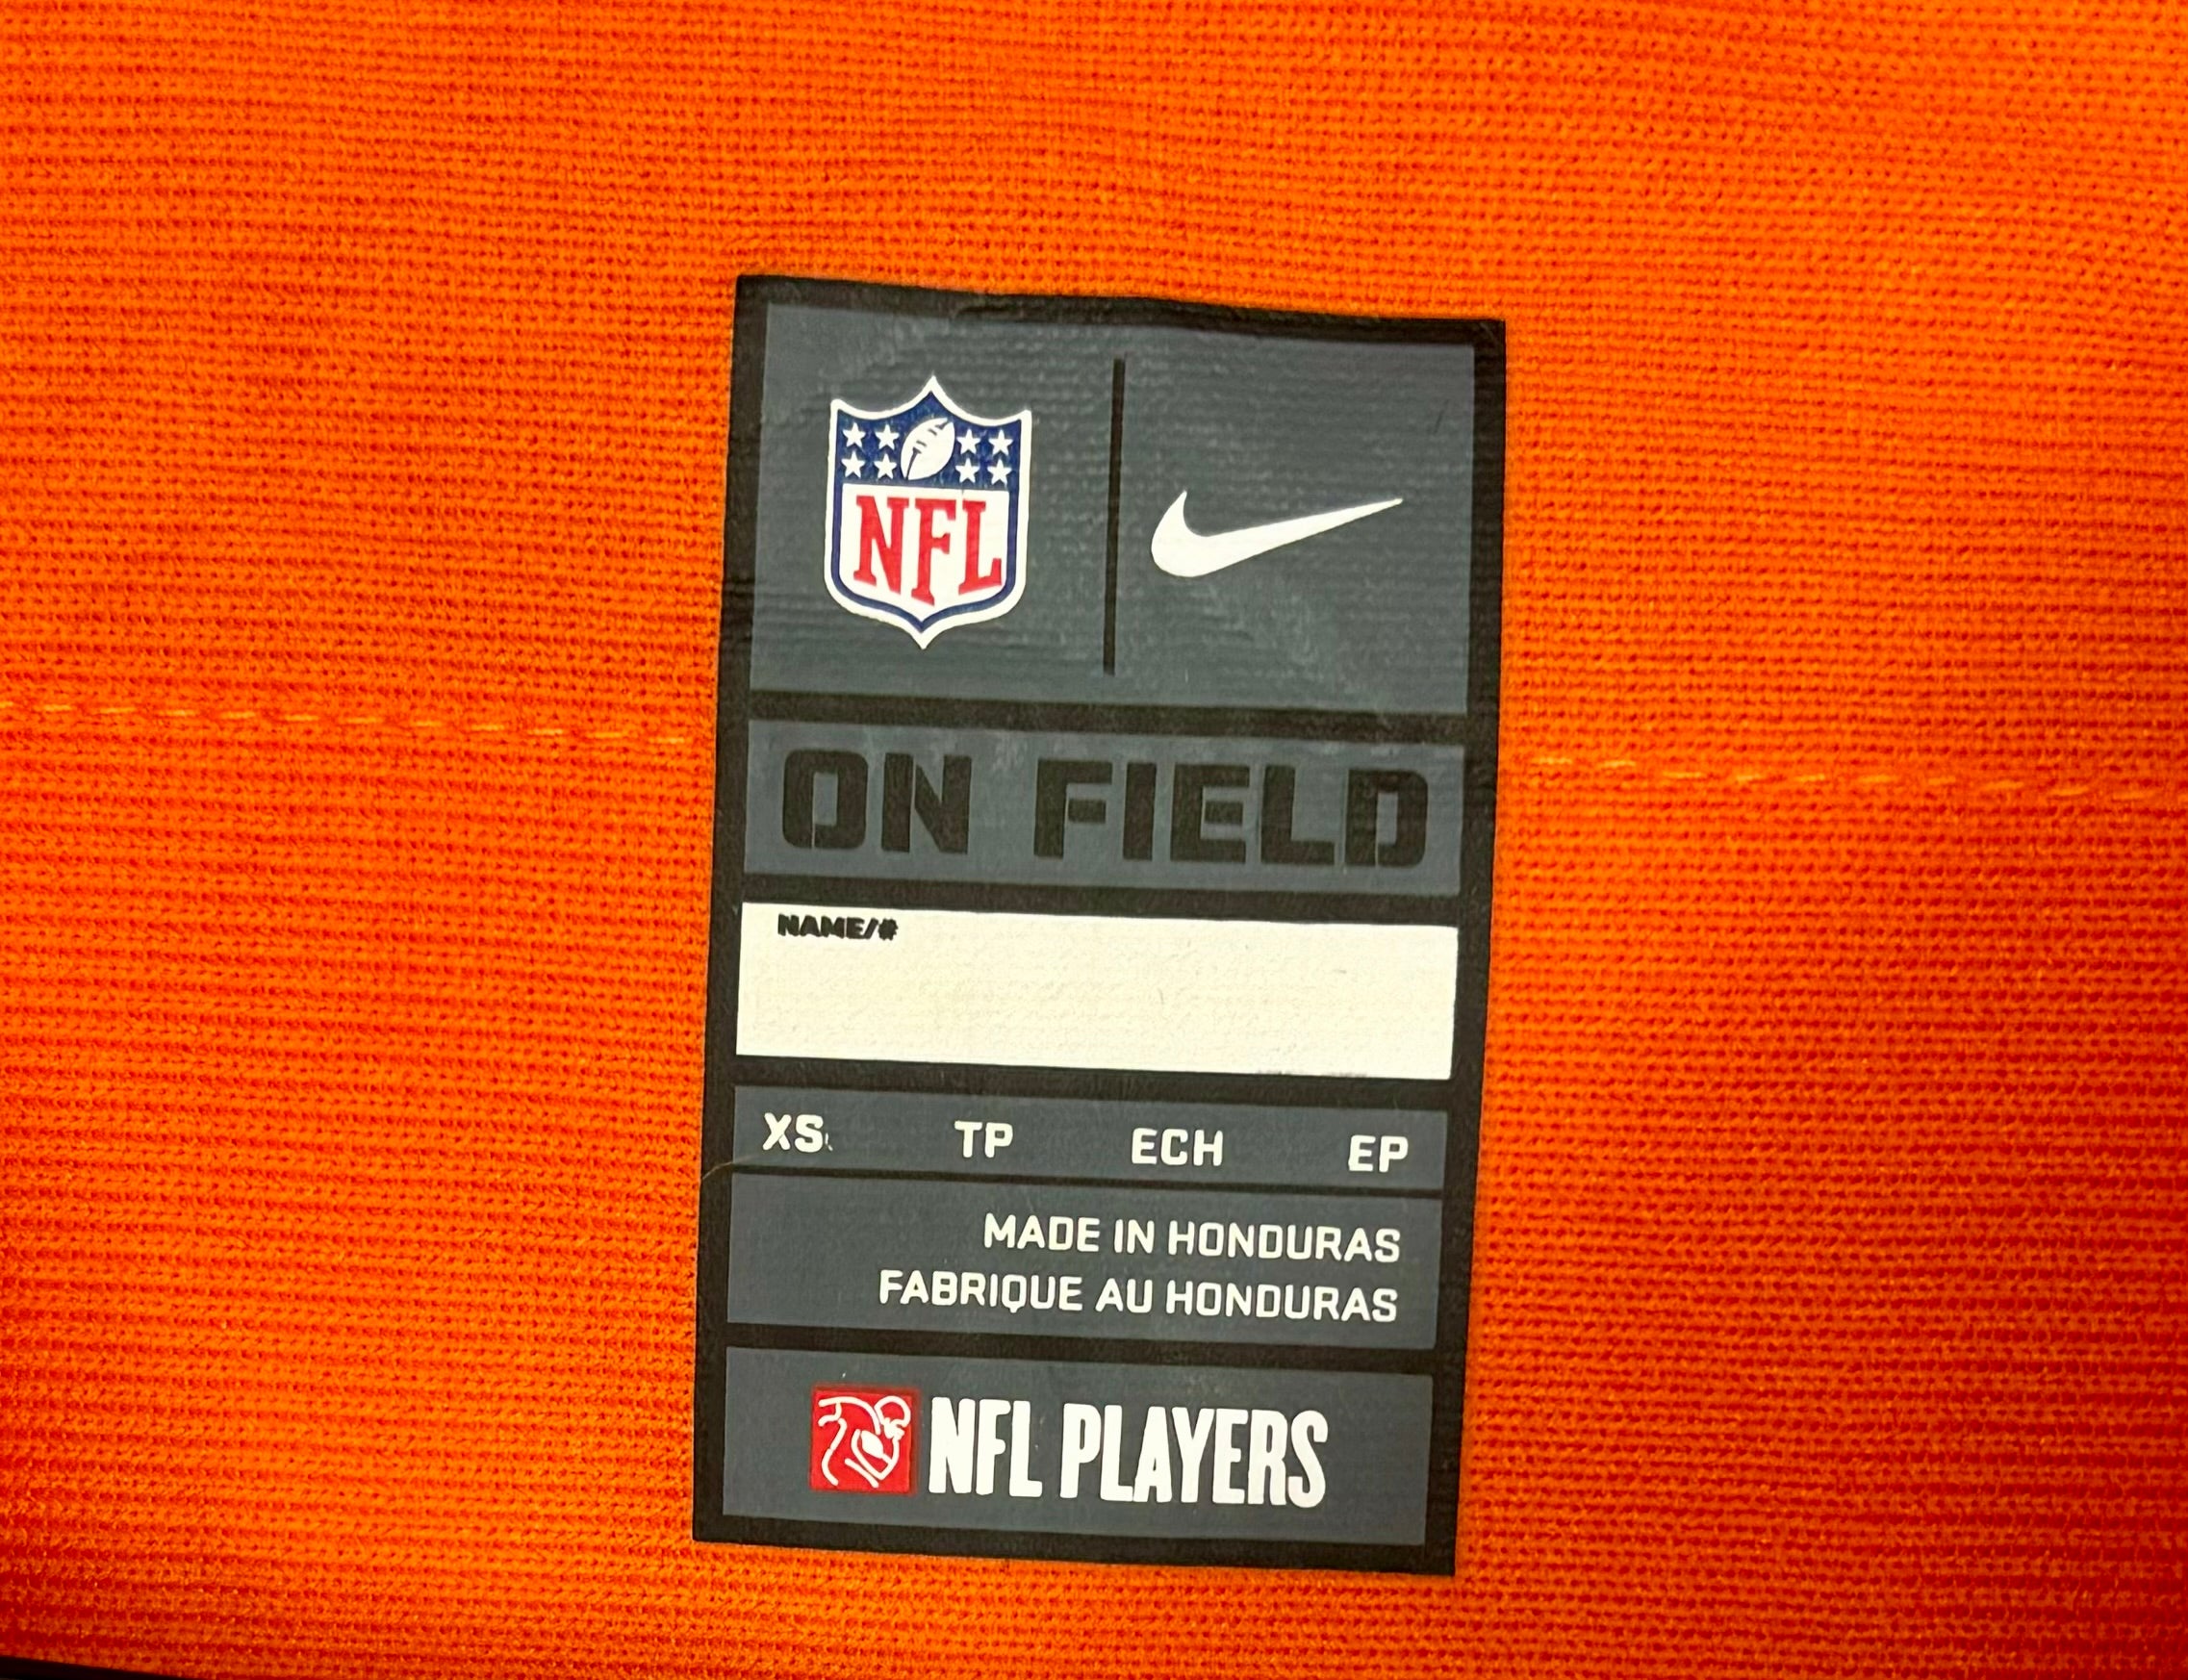 NFL
ON FIELD
NAME/#
XS TP ECH EP
MADE IN HONDURAS
FABRIQUE AU HONDURAS
NFL PLAYERS